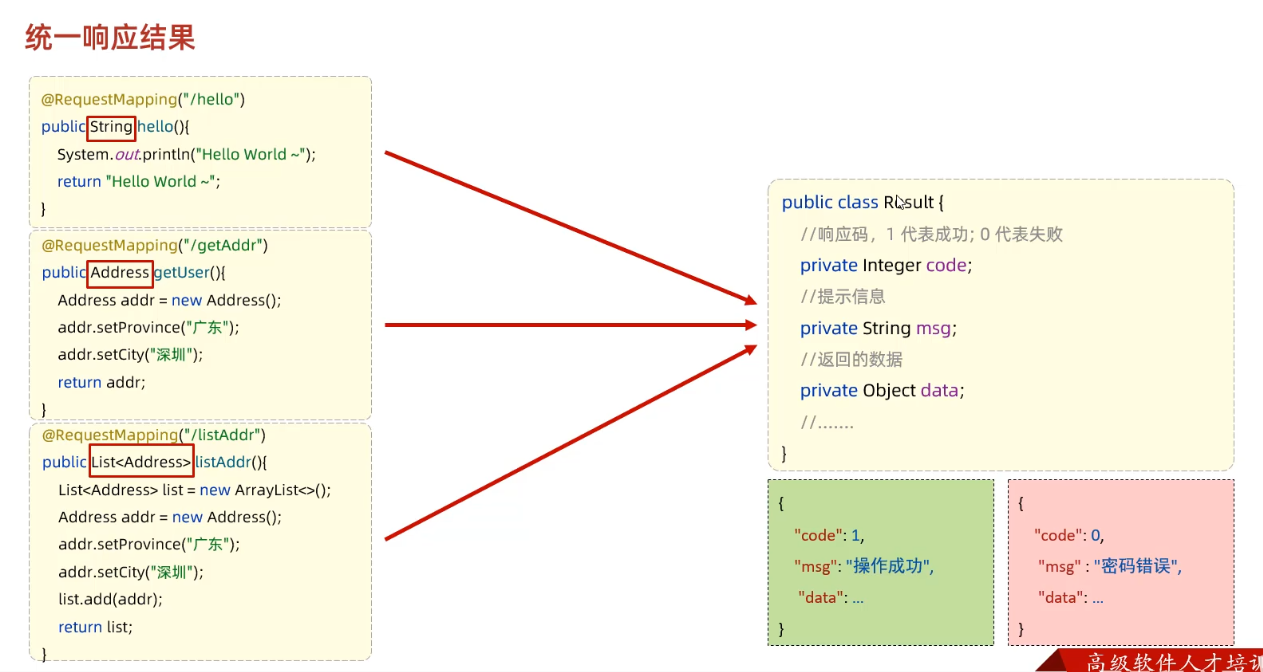 统一响应结果
@RequestMapping("/hello")
public String hello(){
System.out.println("Hello World ~");
return "Hello World ~";
}
@RequestMapping("/getAddr")
public Address getUser(){
Address addr = new Address();
addr.setProvince("广东");
addr.setCity("深圳");
return addr;
}
@RequestMapping("/listAddr")
public List<Address> listAddr(){
List<Address> list = new ArrayList<>();
Address addr = new Address();
addr.setProvince("广东");
addr.setCity("深圳");
list.add(addr);
return list;
}
public class Result {
//响应码，1 代表成功; 0 代表失败
private Integer code;
//提示信息
private String msg;
//返回的数据
private Object data;
//.......
}
{
"code": 1,
"msg": "操作成功",
"data": ...
}
{
"code": 0,
"msg" : "密码错误",
"data": ...
}
高级软件人才培训